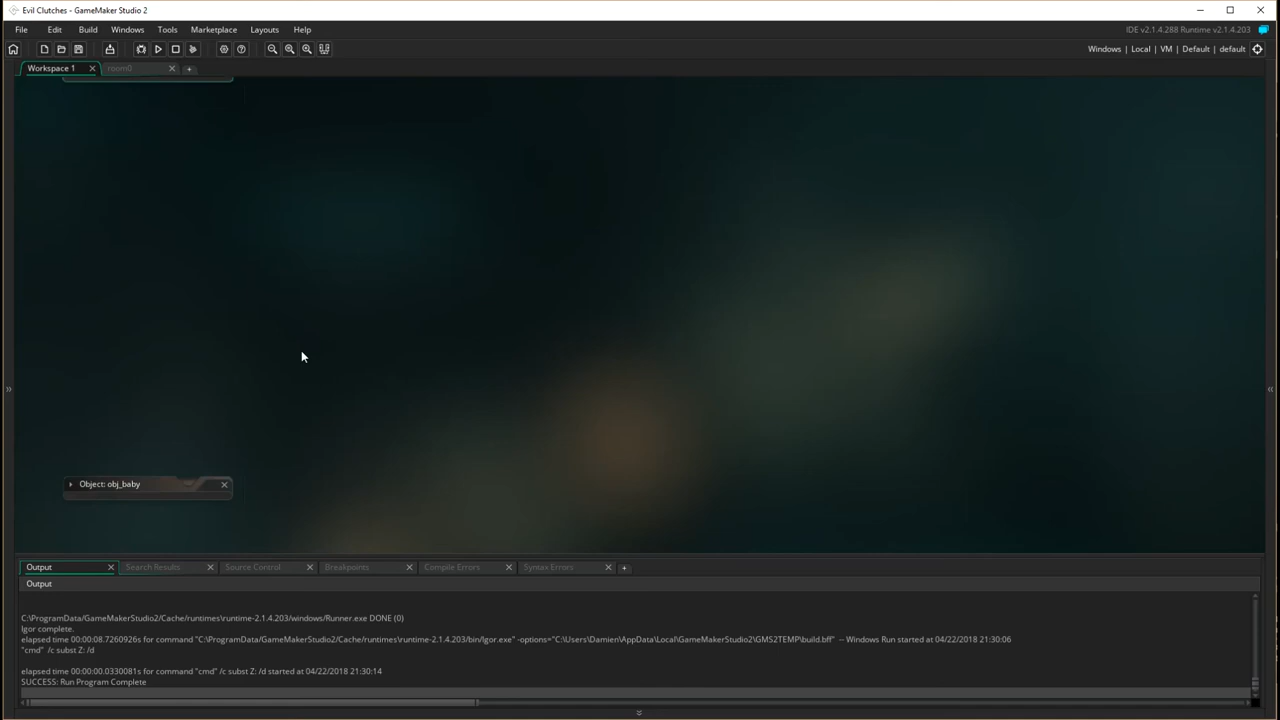 Evil Clutches - GameMaker Studio 2
File Edit Build Windows Tools Marketplace Layouts Help
IDE v2.1.4.288 Runtime v2.1.4.203
Windows | Local | VM | Default | default
Workspace 1 room0
Object: obj_baby
Output Search Results Source Control Breakpoints Compile Errors Syntax Errors
Output
C:\ProgramData/GameMakerStudio2/Cache/runtimes\runtime-2.1.4.203/windows/Runner.exe DONE (0)
Igor complete.
elapsed time 00:00:08.7260926s for command "C:\ProgramData/GameMakerStudio2/Cache/runtimes\runtime-2.1.4.203/bin/Igor.exe" -options="C:\Users\Damien\AppData\Local\GameMakerStudio2\GMS2TEMP\build.bff" -- Windows Run started at 04/22/2018 21:30:06
"cmd" /c subst Z: /d
elapsed time 00:00:00.0330081s for command "cmd" /c subst Z: /d started at 04/22/2018 21:30:14
SUCCESS: Run Program Complete